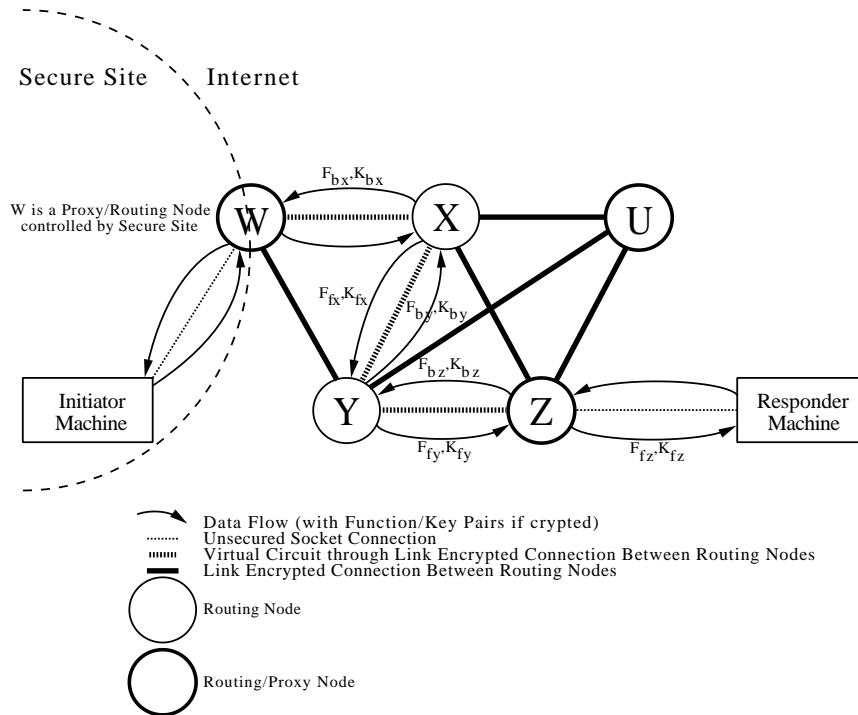 Secure Site
Internet
F_bx,K_bx
W is a Proxy/Routing Node
controlled by Secure Site
W
X
U
F_fx,K_fx
F_by,K_by
F_bz,K_bz
Initiator
Machine
Y
Z
Responder
Machine
F_fy,K_fy
F_fz,K_fz
Data Flow (with Function/Key Pairs if crypted)
Unsecured Socket Connection
Virtual Circuit through Link Encrypted Connection Between Routing Nodes
Link Encrypted Connection Between Routing Nodes
Routing Node
Routing/Proxy Node